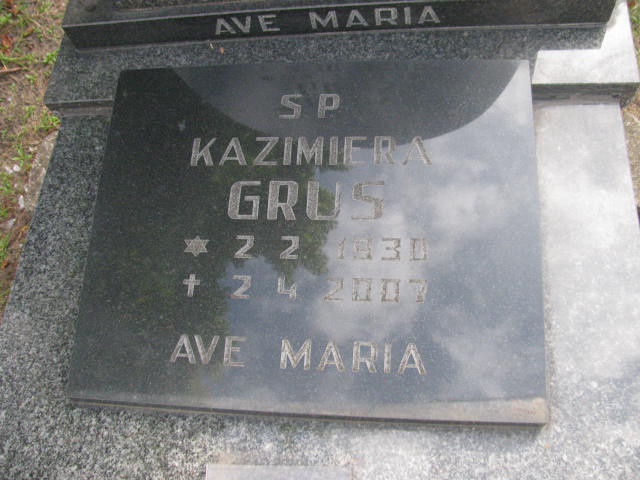 AVE MARIA
SP
KAZIMIERA
GRUS
* 2 2 1930
† 2 4 2007
AVE MARIA